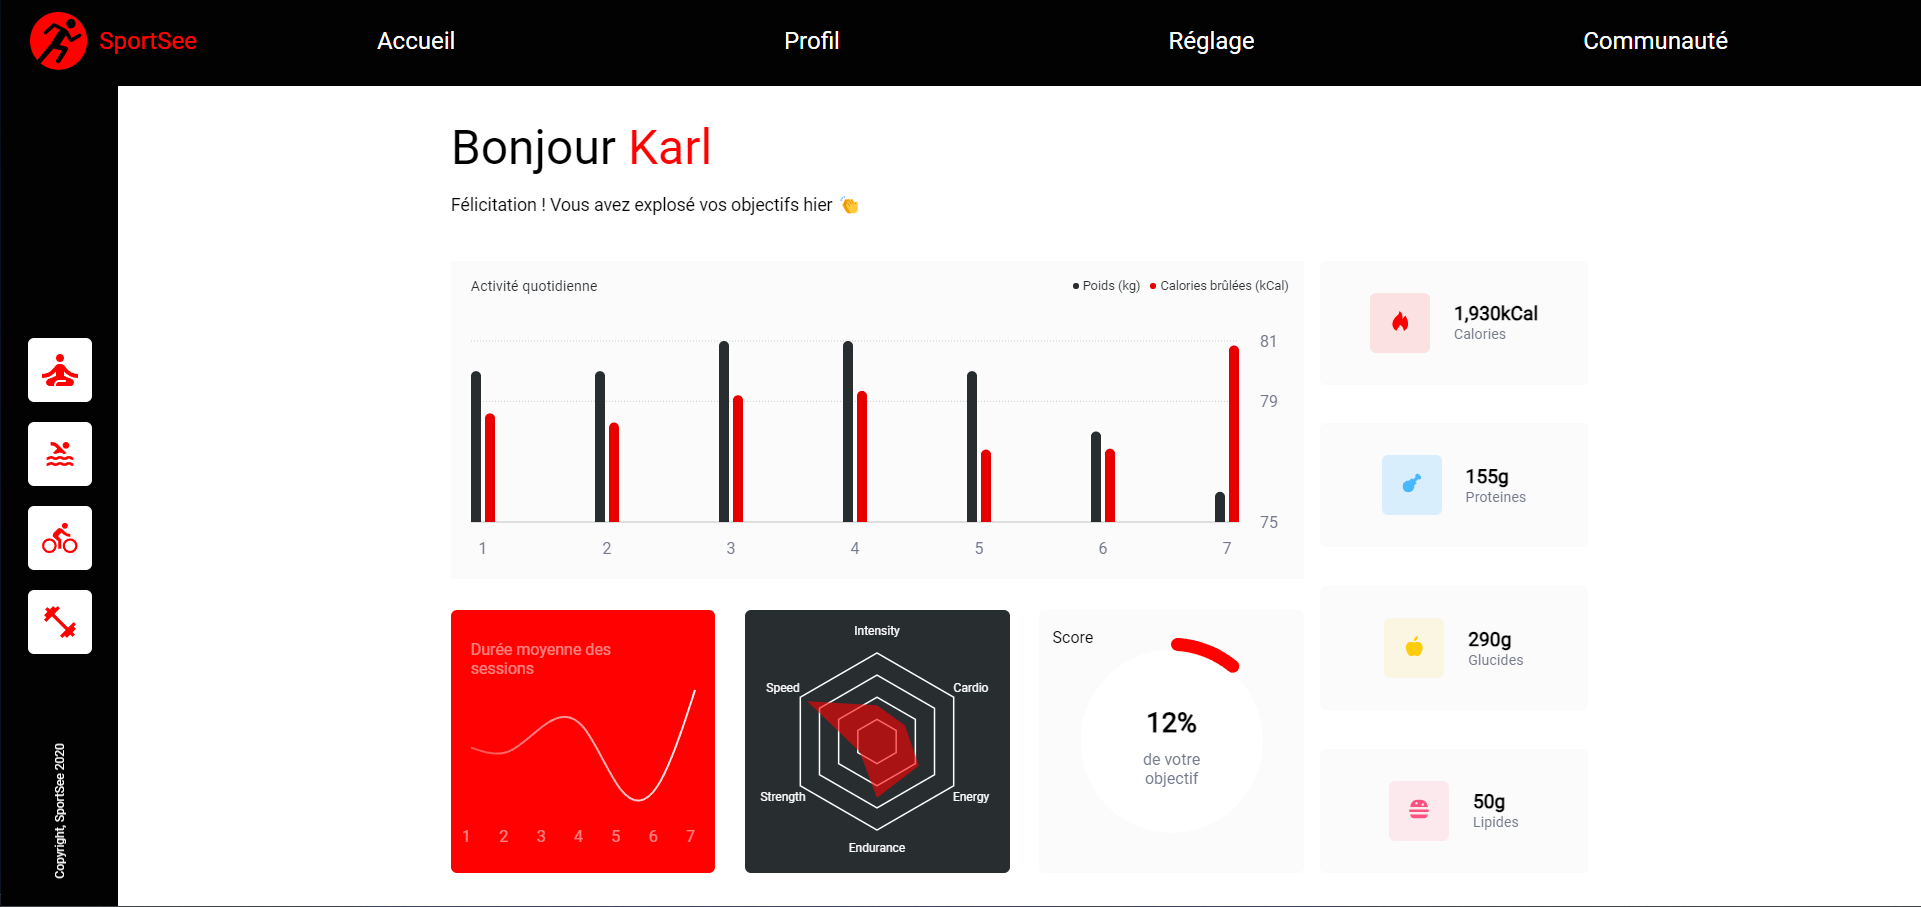 SportSee
Accueil
Profil
Réglage
Communauté
Bonjour Karl
Félicitation ! Vous avez explosé vos objectifs hier 👏
Activité quotidienne
Poids (kg)
Calories brûlées (kCal)
81
79
75
1 2 3 4 5 6 7
1,930kCal
Calories
155g
Proteines
290g
Glucides
50g
Lipides
Durée moyenne des
sessions
1 2 3 4 5 6 7
Intensity
Speed
Cardio
Strength
Energy
Endurance
Score
12%
de votre
objectif
Copyright, SportSee 2020